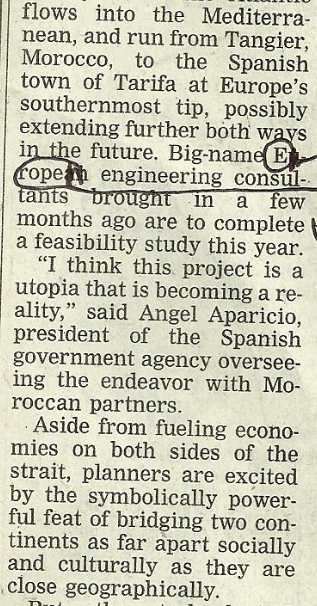 flows into the Mediterra-
nean, and run from Tangier,
Morocco, to the Spanish
town of Tarifa at Europe's
southernmost tip, possibly
extending further both ways
in the future. Big-name Eu-
ropean engineering consul-
tants brought in a few
months ago are to complete
a feasibility study this year.
"I think this project is a
utopia that is becoming a re-
ality," said Angel Aparicio,
president of the Spanish
government agency oversee-
ing the endeavor with Mo-
roccan partners.
Aside from fueling econo-
mies on both sides of the
strait, planners are excited
by the symbolically power-
ful feat of bridging two con-
tinents as far apart socially
and culturally as they are
close geographically.